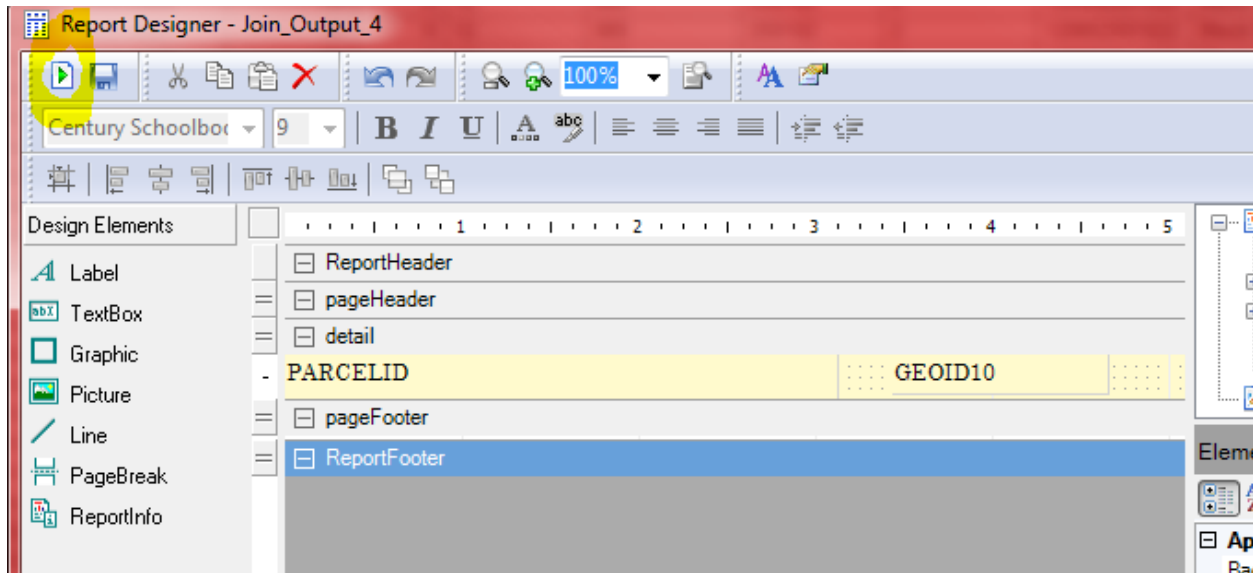 Report Designer - Join_Output_4
100%
Century Schoolboo 9 B I U A abc
Design Elements
1 2 3 4 5
Label
TextBox
Graphic
Picture
Line
PageBreak
ReportInfo
ReportHeader
pageHeader
detail
PARCELID GEOID10
pageFooter
ReportFooter
Eleme
Ap